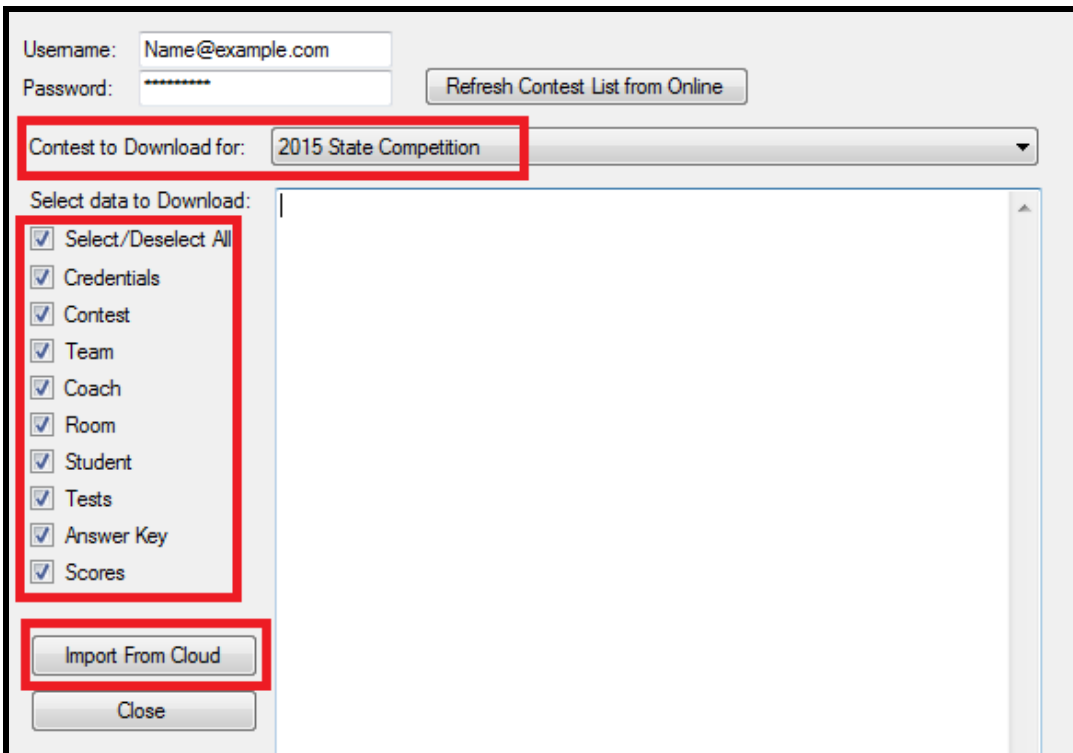 Username: Name@example.com
Password: *********
Refresh Contest List from Online
Contest to Download for: 2015 State Competition
Select data to Download:
Select/Deselect All
Credentials
Contest
Team
Coach
Room
Student
Tests
Answer Key
Scores
Import From Cloud
Close